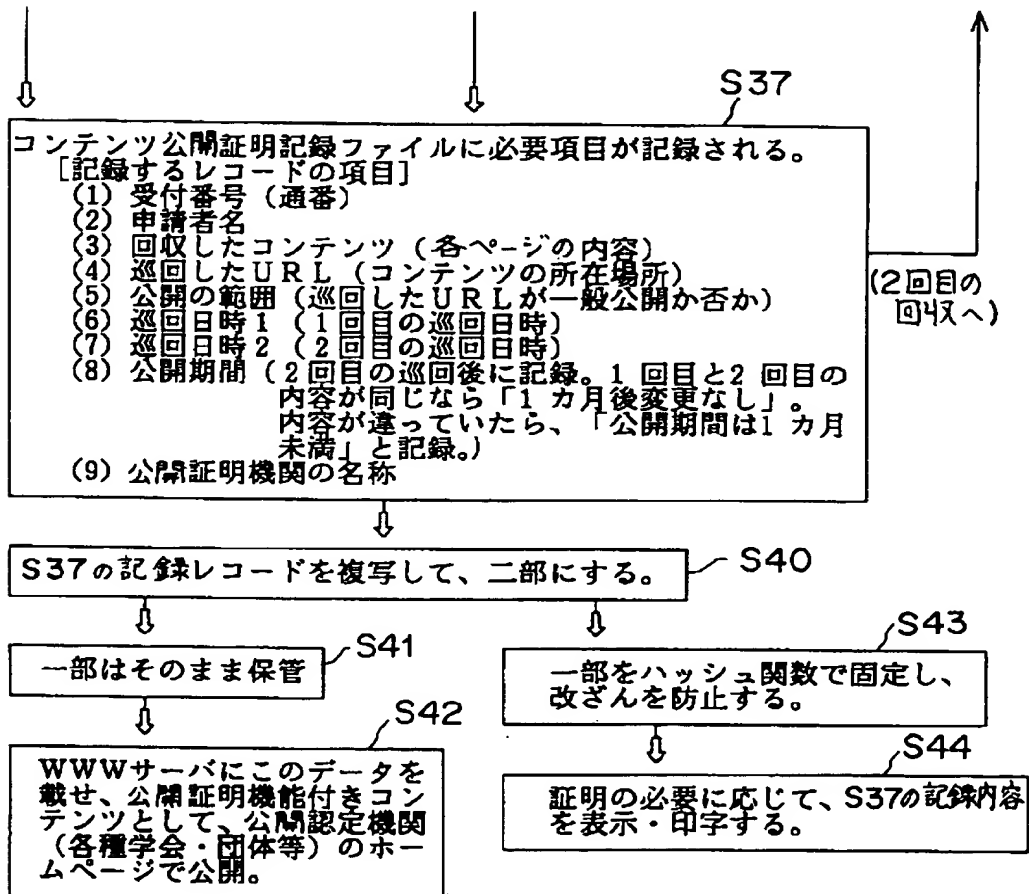 S37
コンテンツ公開証明記録ファイルに必要項目が記録される。
[記録するレコードの項目]
(1) 受付番号 (通番)
(2) 申請者名
(3) 回収したコンテンツ (各ページの内容)
(4) 巡回したURL (コンテンツの所在場所)
(5) 公開の範囲 (巡回したURLが一般公開か否か)
(6) 巡回日時1 (1回目の巡回日時)
(7) 巡回日時2 (2回目の巡回日時)
(8) 公開期間 (2回目の巡回後に記録。1 回目と2 回目の
内容が同じなら「1 カ月後変更なし」。
内容が違っていたら、「公開期間は1 カ月
未満」と記録。)
(9) 公開証明機関の名称
(2回目の
回収へ)
S40
S37の記録レコードを複写して、二部にする。
S41
一部はそのまま保管
S42
WWWサーバにこのデータを
載せ、公開証明機能付きコン
テンツとして、公開認定機関
(各種学会・団体等) のホー
ムページで公開。
S43
一部をハッシュ関数で固定し、
改ざんを防止する。
S44
証明の必要に応じて、S37の記録内容
を表示・印字する。